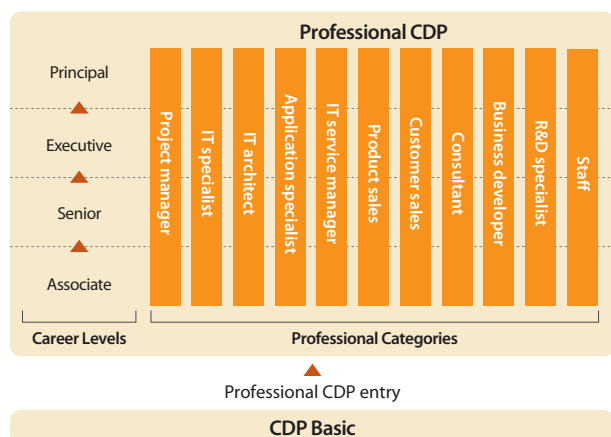 Professional CDP
Principal
Executive
Senior
Associate
Project manager
IT specialist
IT architect
Application specialist
IT service manager
Product sales
Customer sales
Consultant
Business developer
R&D specialist
Staff
Career Levels
Professional Categories
Professional CDP entry
CDP Basic